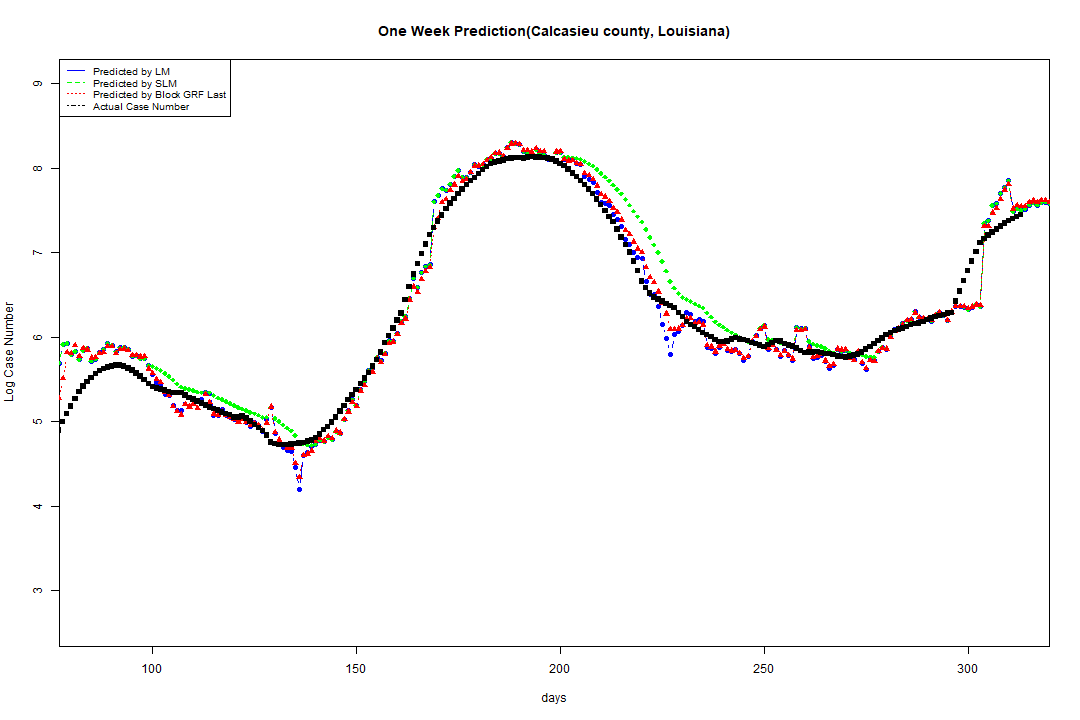 One Week Prediction(Calcasieu county, Louisiana)
Predicted by LM
Predicted by SLM
Predicted by Block GRF Last
Actual Case Number
Log Case Number
9
8
7
6
5
4
3
100
150
200
250
300
days